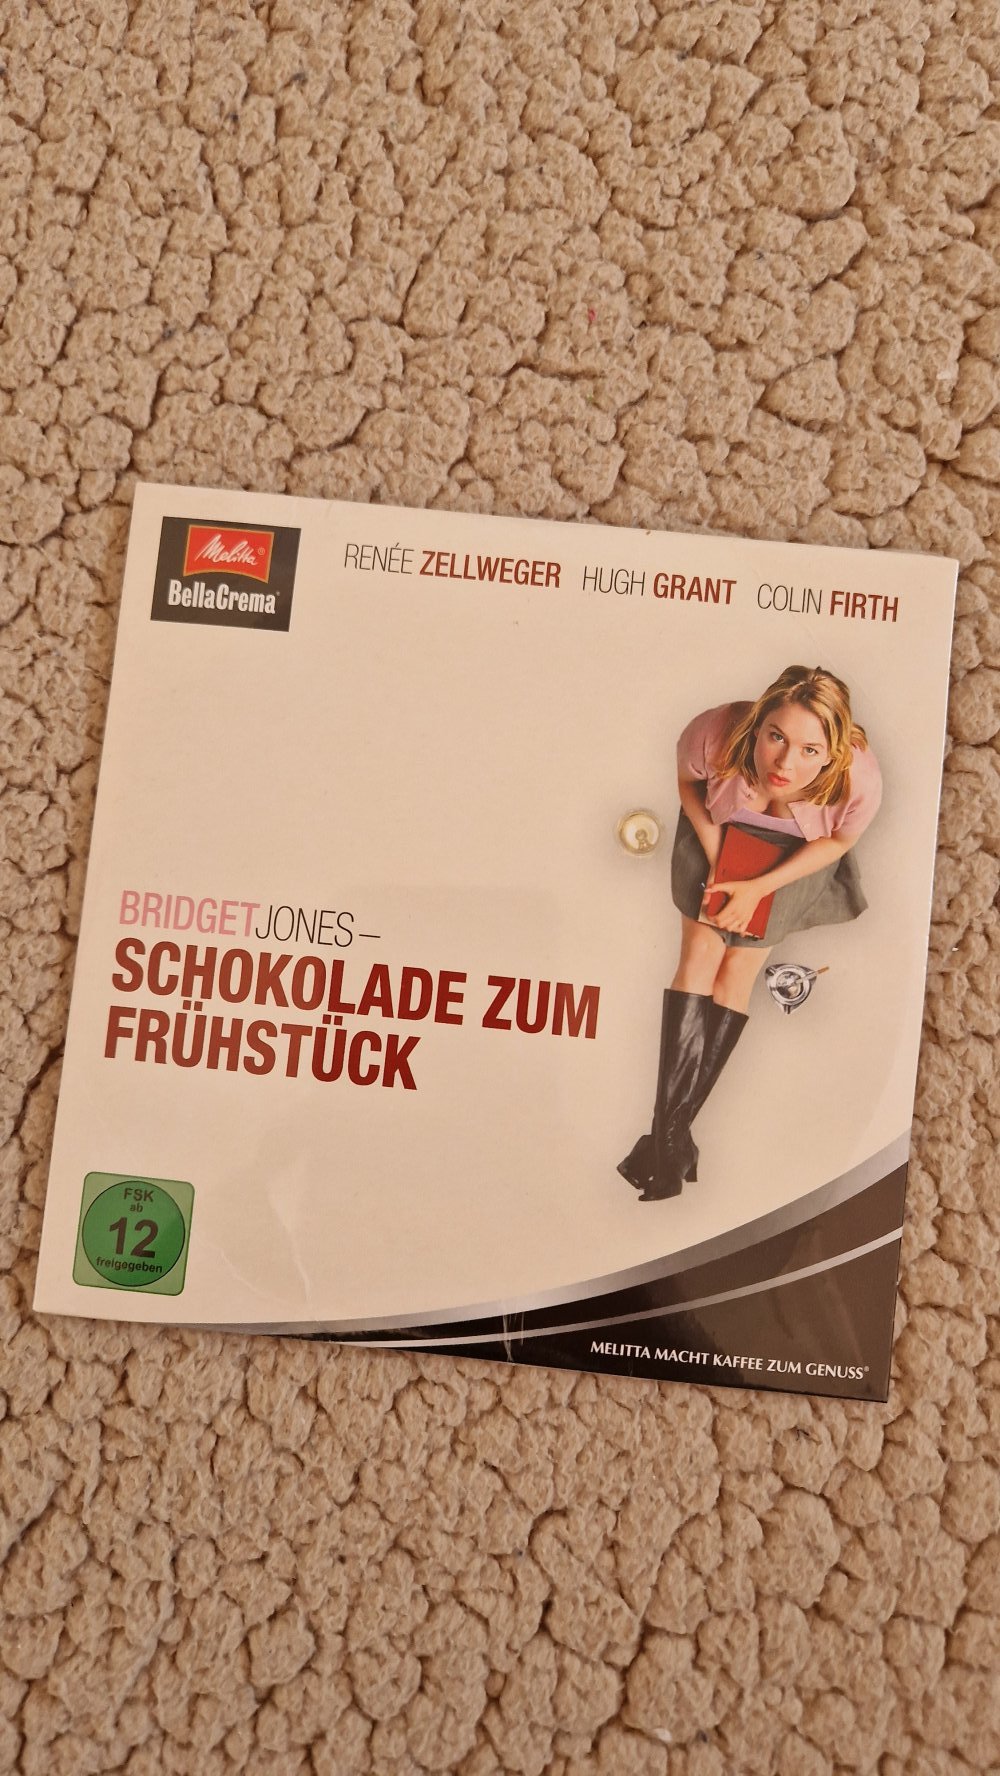 Melitta®
BellaCrema®
RENÉE ZELLWEGER HUGH GRANT COLIN FIRTH
BRIDGETJONES–
SCHOKOLADE ZUM
FRÜHSTÜCK
FSK
ab
12
freigegeben
MELITTA MACHT KAFFEE ZUM GENUSS®